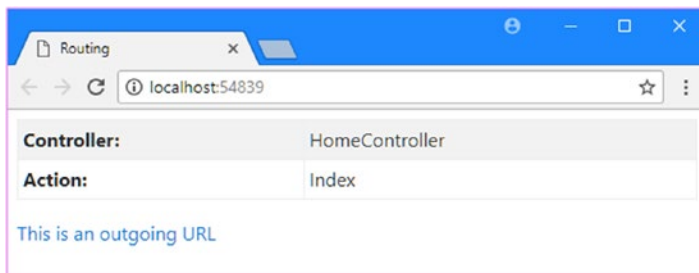 Routing
localhost:54839
Controller: HomeController
Action: Index
This is an outgoing URL